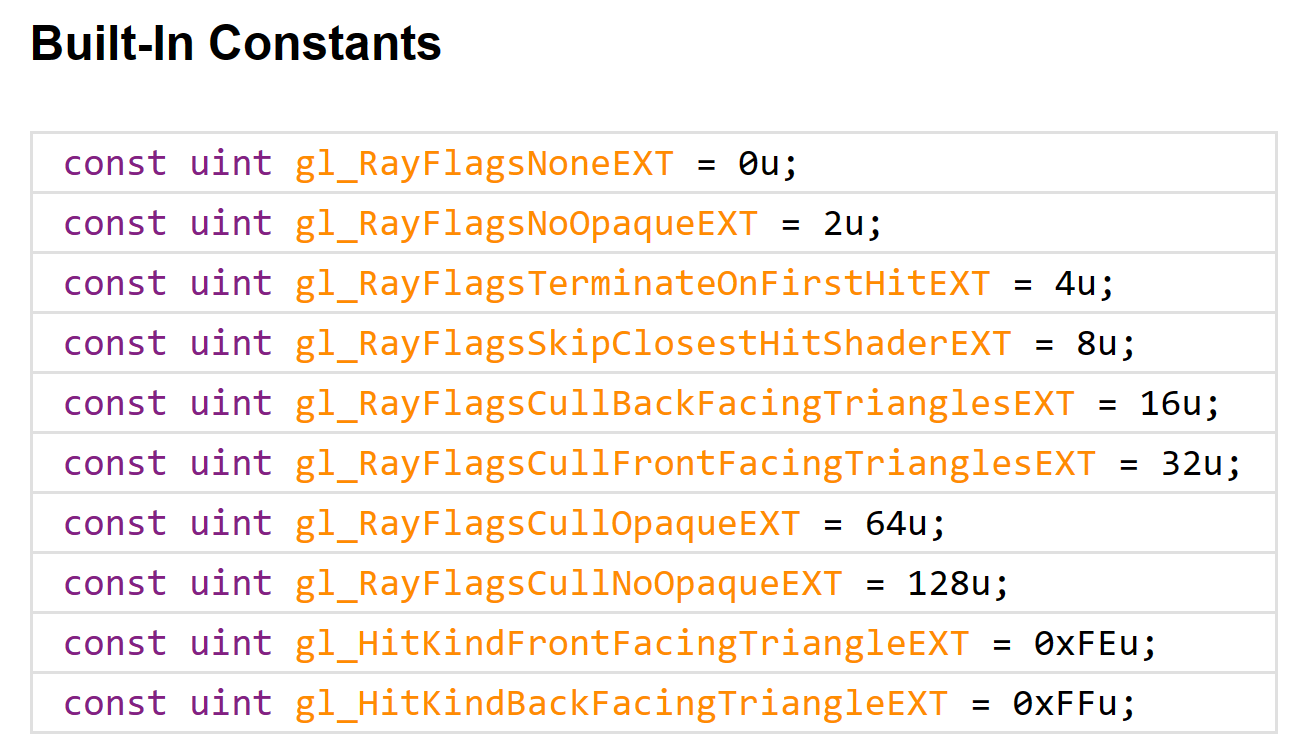 Built-In Constants
const uint gl_RayFlagsNoneEXT = 0u;
const uint gl_RayFlagsNoOpaqueEXT = 2u;
const uint gl_RayFlagsTerminateOnFirstHitEXT = 4u;
const uint gl_RayFlagsSkipClosestHitShaderEXT = 8u;
const uint gl_RayFlagsCullBackFacingTrianglesEXT = 16u;
const uint gl_RayFlagsCullFrontFacingTrianglesEXT = 32u;
const uint gl_RayFlagsCullOpaqueEXT = 64u;
const uint gl_RayFlagsCullNoOpaqueEXT = 128u;
const uint gl_HitKindFrontFacingTriangleEXT = 0xFEu;
const uint gl_HitKindBackFacingTriangleEXT = 0xFFu;